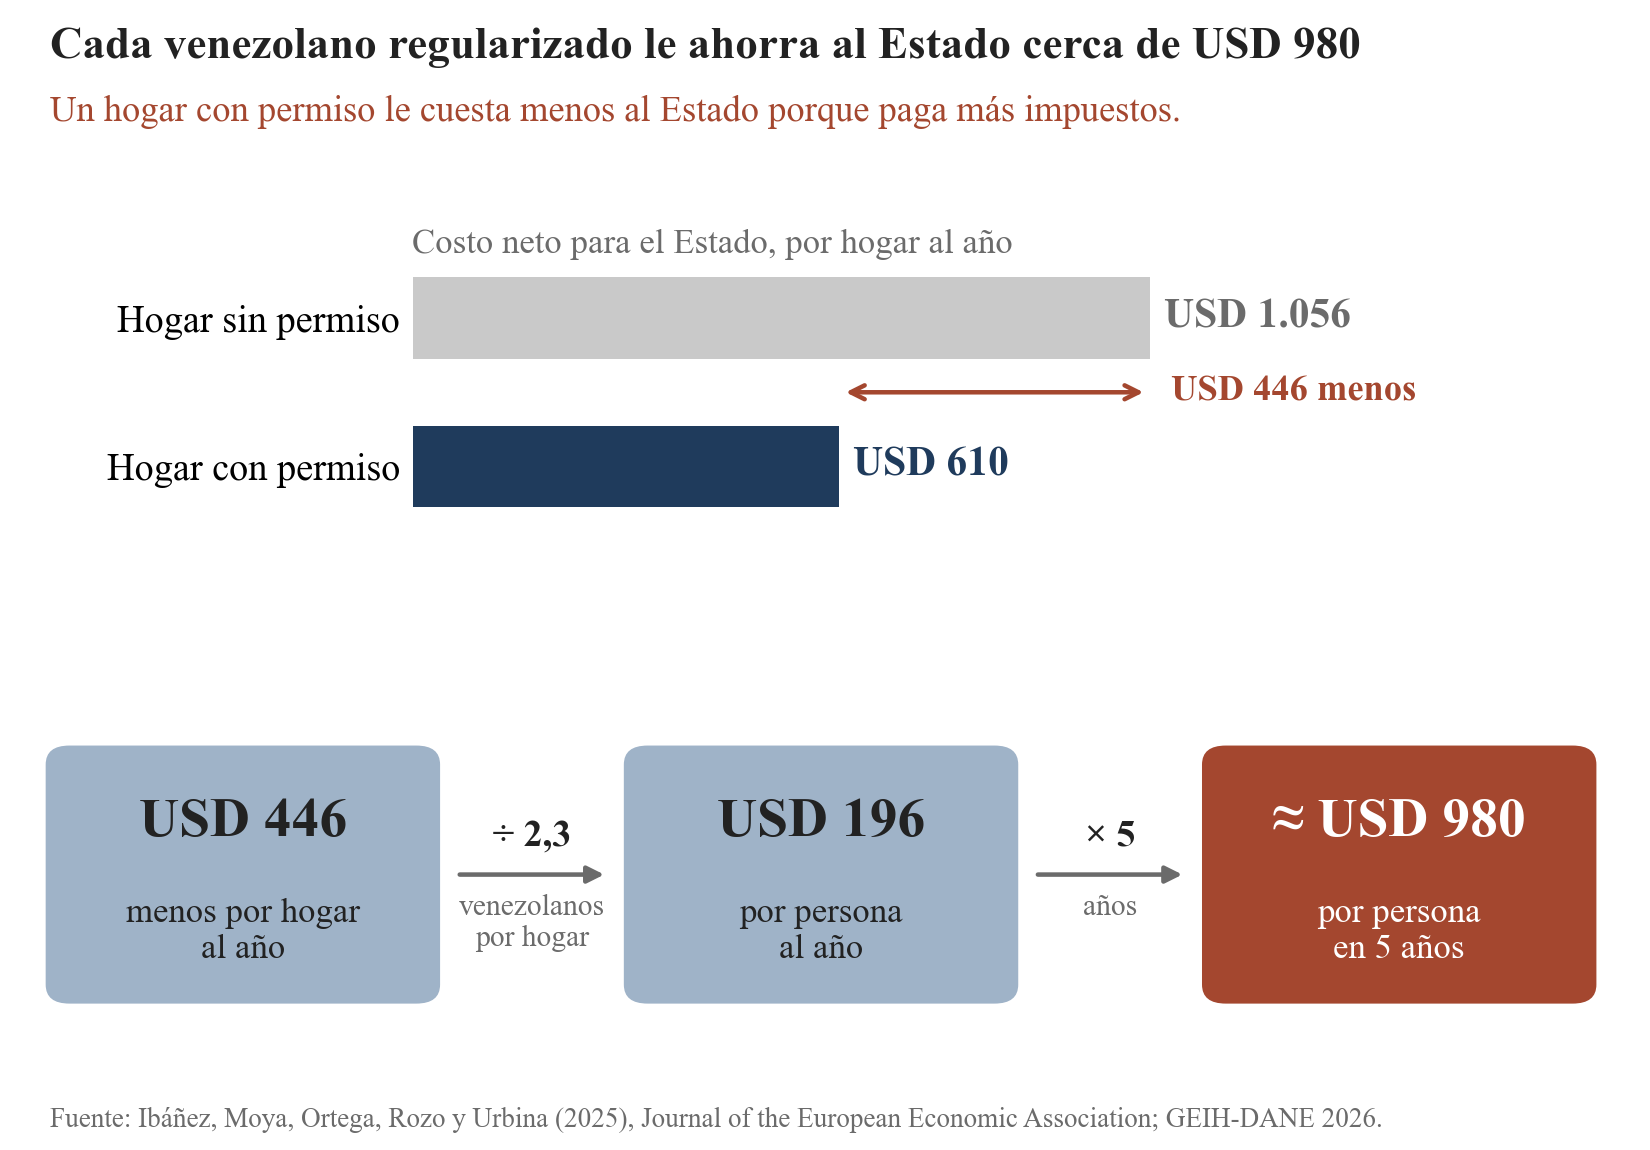 Cada venezolano regularizado le ahorra al Estado cerca de USD 980
Un hogar con permiso le cuesta menos al Estado porque paga más impuestos.
Costo neto para el Estado, por hogar al año
Hogar sin permiso
USD 1.056
USD 446 menos
Hogar con permiso
USD 610
USD 446
menos por hogar
al año
÷ 2,3
venezolanos
por hogar
USD 196
por persona
al año
× 5
años
≈ USD 980
por persona
en 5 años
Fuente: Ibáñez, Moya, Ortega, Rozo y Urbina (2025), Journal of the European Economic Association; GEIH-DANE 2026.